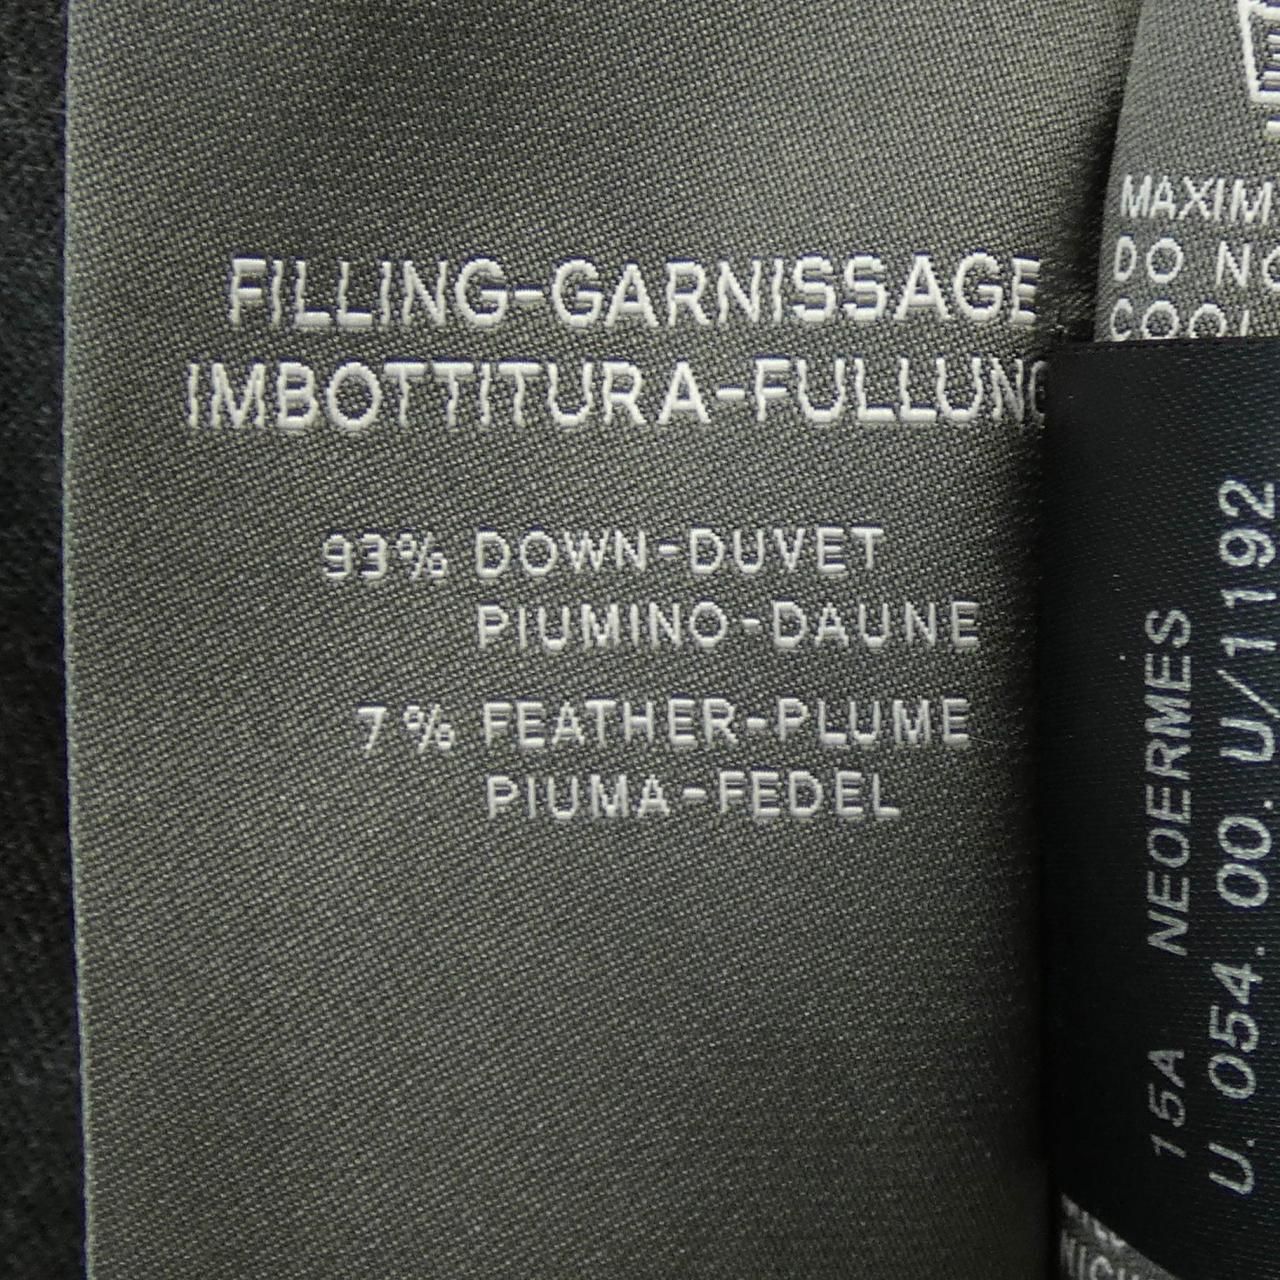 FILLING-GARNISSAGE
IMBOTTITURA-FULLUNG
93% DOWN-DUVET
PIUMINO-DAUNE
7% FEATHER-PLUME
PIUMA-FEDEL
MAXIM
DO NO
COOL
15A NEOERMES
U.054.00.U/1192